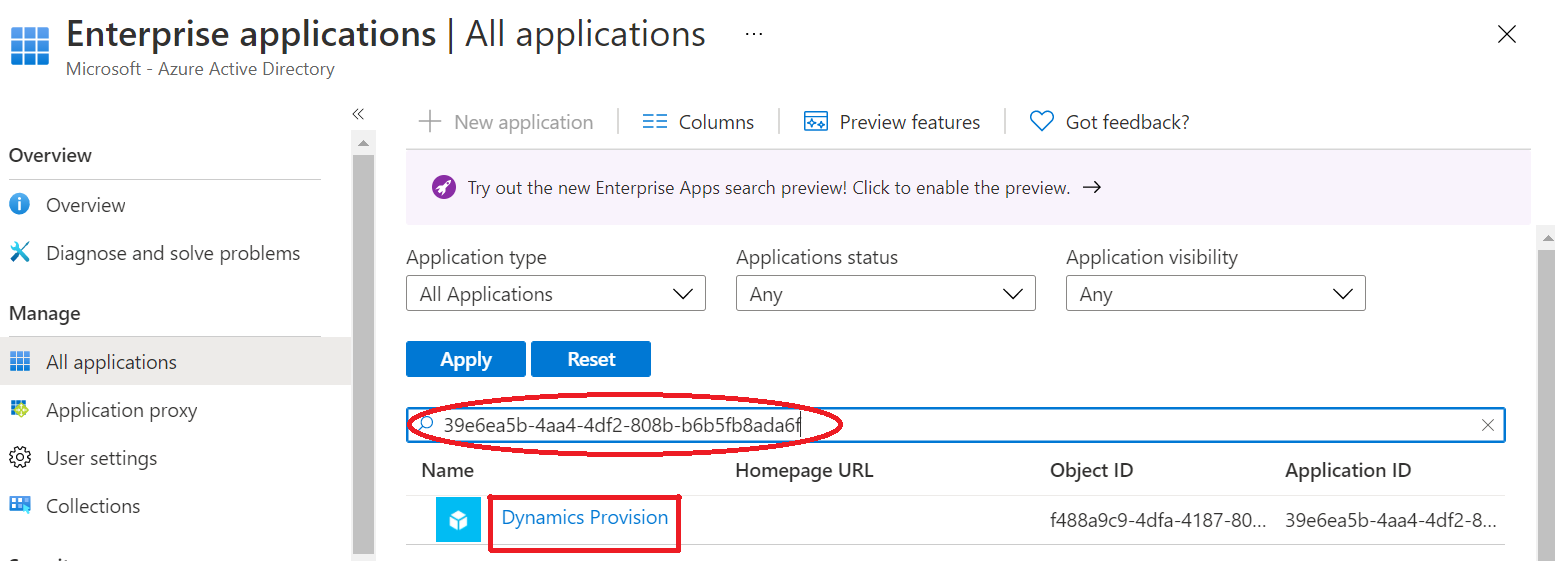 Enterprise applications | All applications ...
Microsoft - Azure Active Directory
Overview
Overview
Diagnose and solve problems
Manage
All applications
Application proxy
User settings
Collections
New application
Columns
Preview features
Got feedback?
Try out the new Enterprise Apps search preview! Click to enable the preview. →
Application type
Applications status
Application visibility
All Applications
Any
Any
Apply
Reset
39e6ea5b-4aa4-4df2-808b-b6b5fb8ada6f
Name
Homepage URL
Object ID
Application ID
Dynamics Provision
f488a9c9-4dfa-4187-80...
39e6ea5b-4aa4-4df2-8...